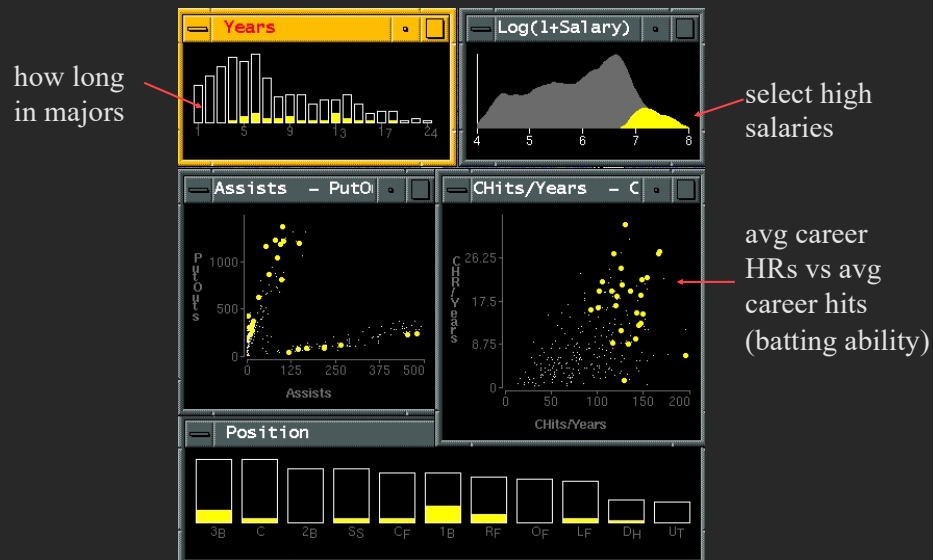 how long
in majors
Years
1 5 9 13 17 24
Log(1+Salary)
4 5 6 7 8
select high
salaries
Assists - PutO
PutOuts
1000
500
0
0 125 250 375 500
Assists
CHits/Years - C
CHR/Years
26.25
17.5
8.75
0
0 50 100 150 200
CHits/Years
avg career
HRs vs avg
career hits
(batting ability)
Position
3B C 2B SS CF 1B RF OF LF DH UT